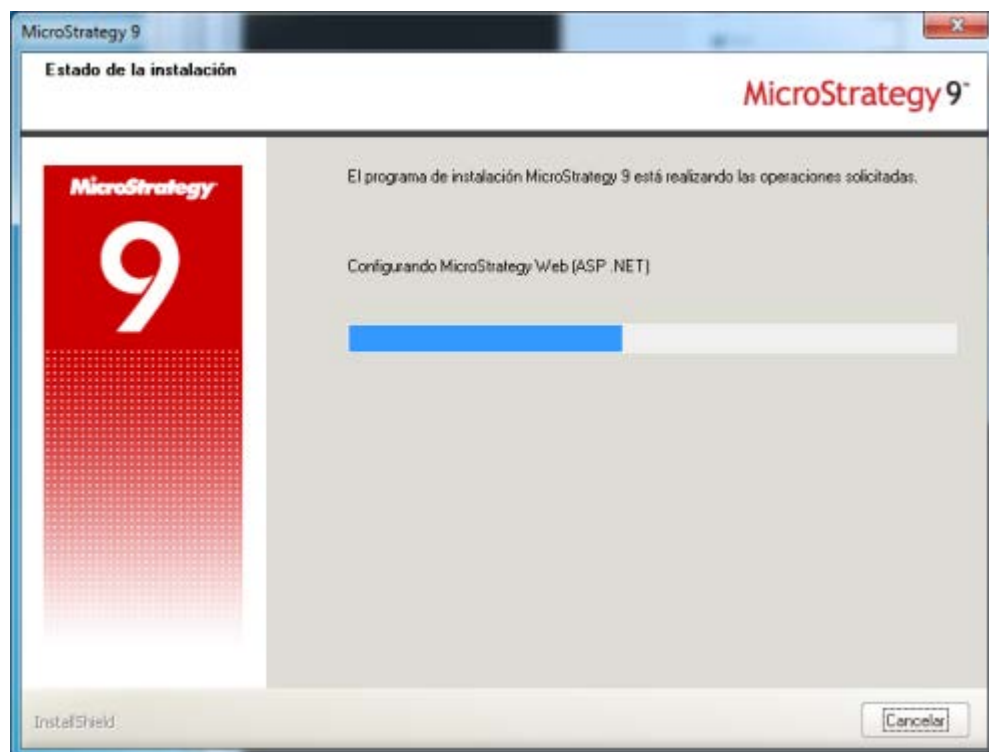 MicroStrategy 9
Estado de la instalación
MicroStrategy 9™
MicroStrategy
9
El programa de instalación MicroStrategy 9 está realizando las operaciones solicitadas.
Configurando MicroStrategy Web (ASP .NET)
InstallShield
Cancelar